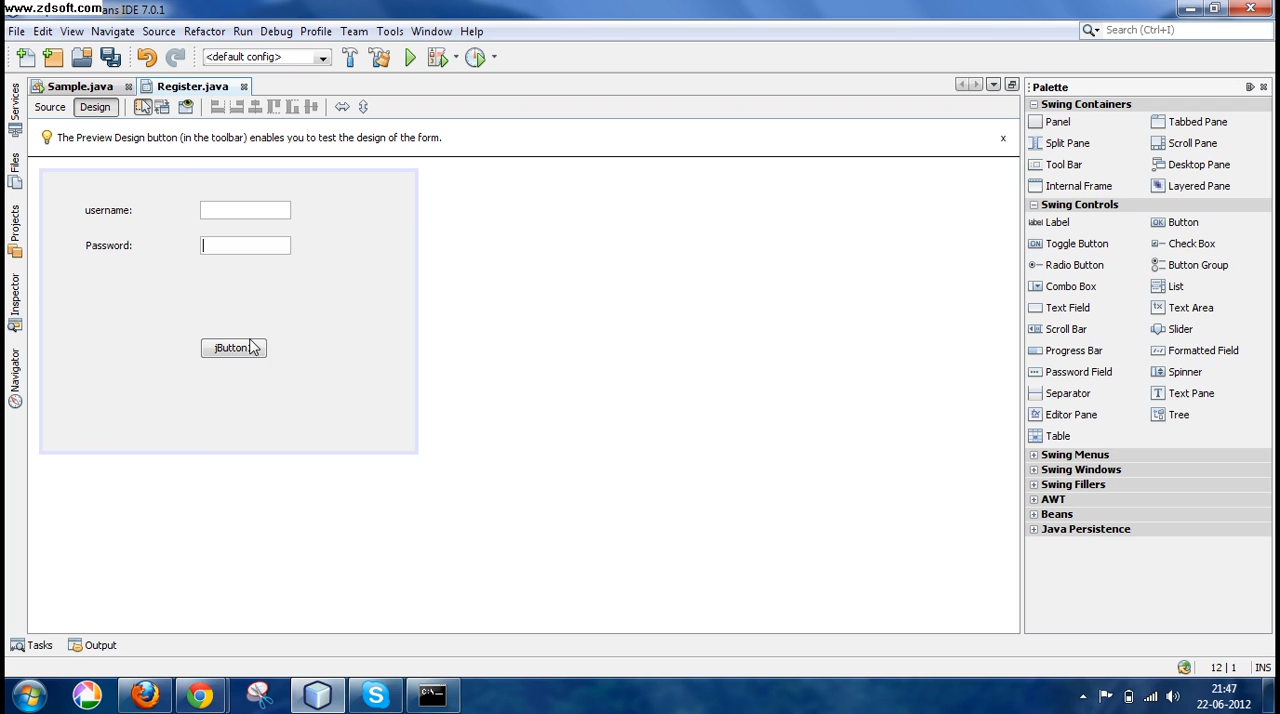 www.zdsoft.com
ans IDE 7.0.1
File Edit View Navigate Source Refactor Run Debug Profile Team Tools Window Help
Search (Ctrl+I)
<default config>
Sample.java Register.java
Source Design
The Preview Design button (in the toolbar) enables you to test the design of the form.
x
Services
Files
Projects
Inspector
Navigator
username:
Password:
jButton
Palette
Swing Containers
Panel Tabbed Pane
Split Pane Scroll Pane
Tool Bar Desktop Pane
Internal Frame Layered Pane
Swing Controls
label Label OK Button
ON Toggle Button Check Box
Radio Button Button Group
Combo Box List
Text Field Text Area
Scroll Bar Slider
Progress Bar Formatted Field
Password Field Spinner
Separator T Text Pane
Editor Pane Tree
Table
Swing Menus
Swing Windows
Swing Fillers
AWT
Beans
Java Persistence
Tasks Output
12 | 1 INS
21:47
22-06-2012